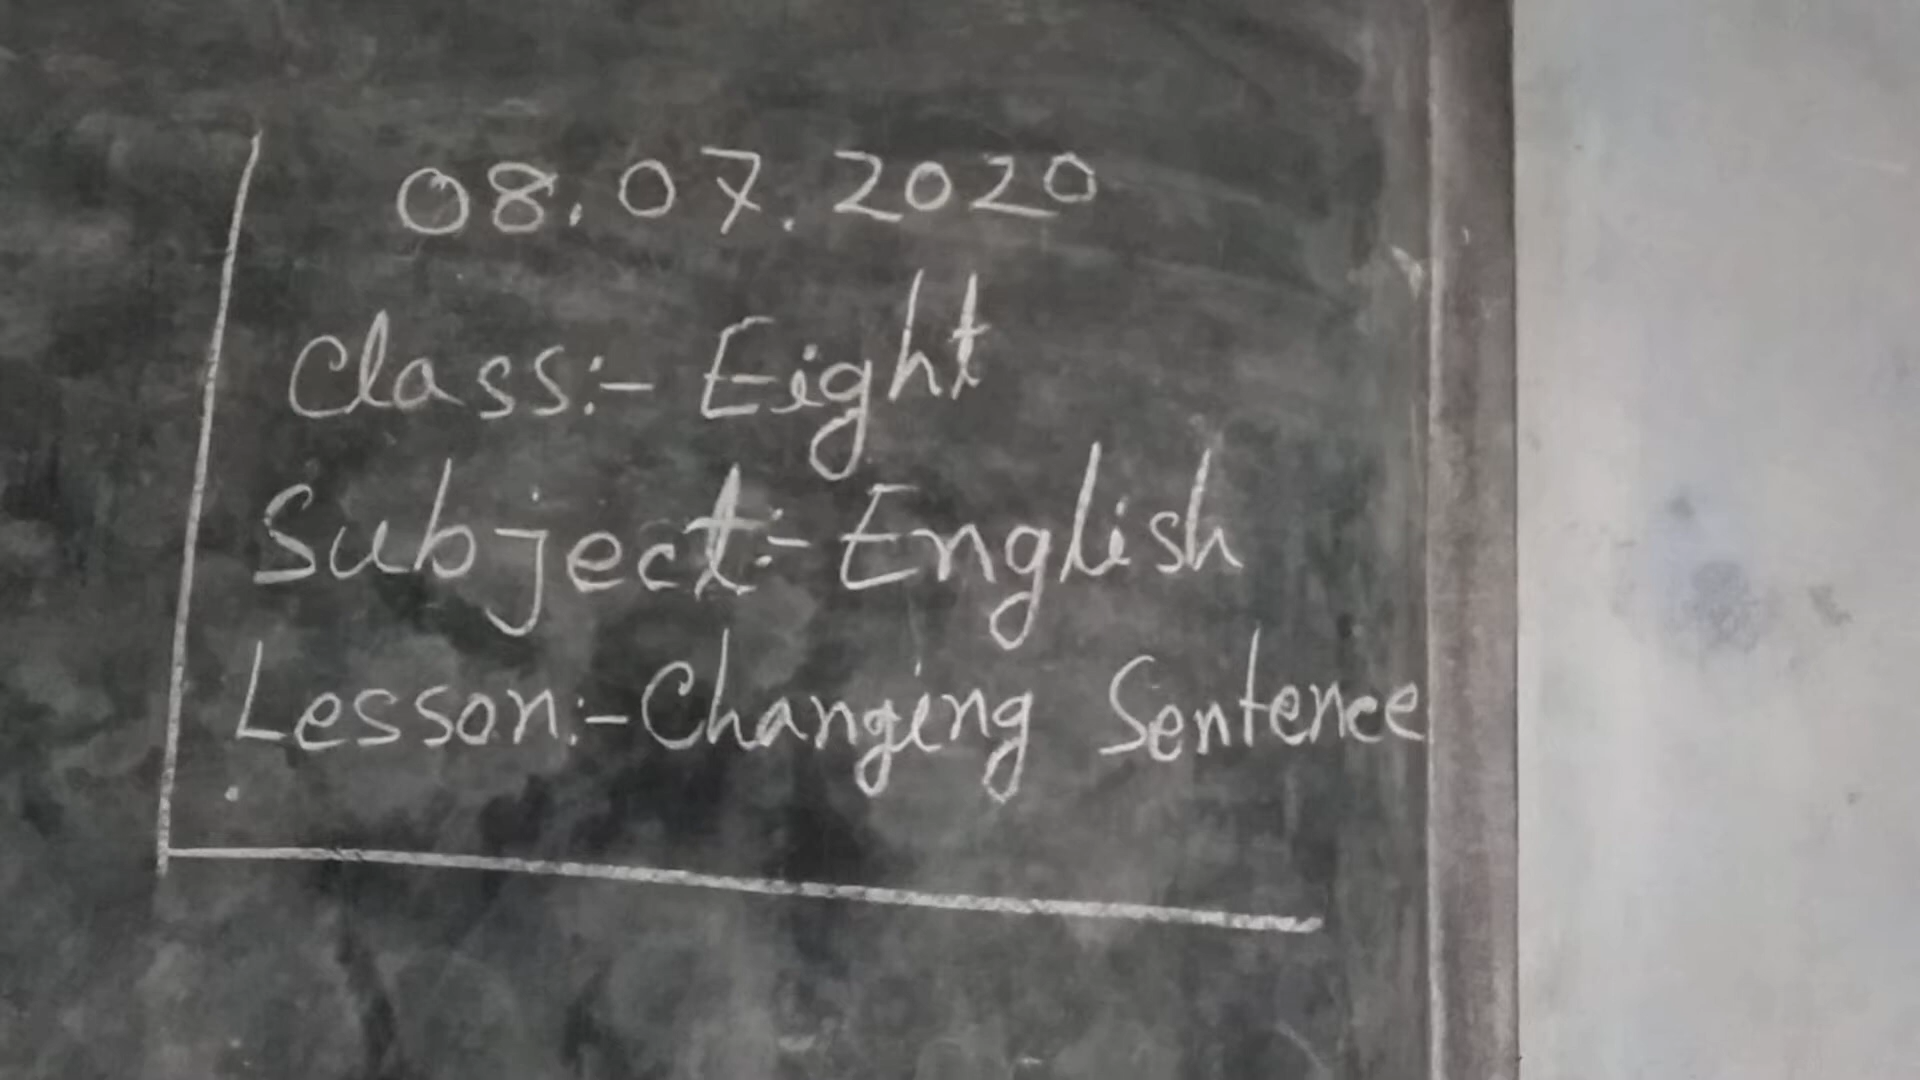 08.07.2020
Class:- Eight
Subject:- English
Lesson:- Changing Sentence